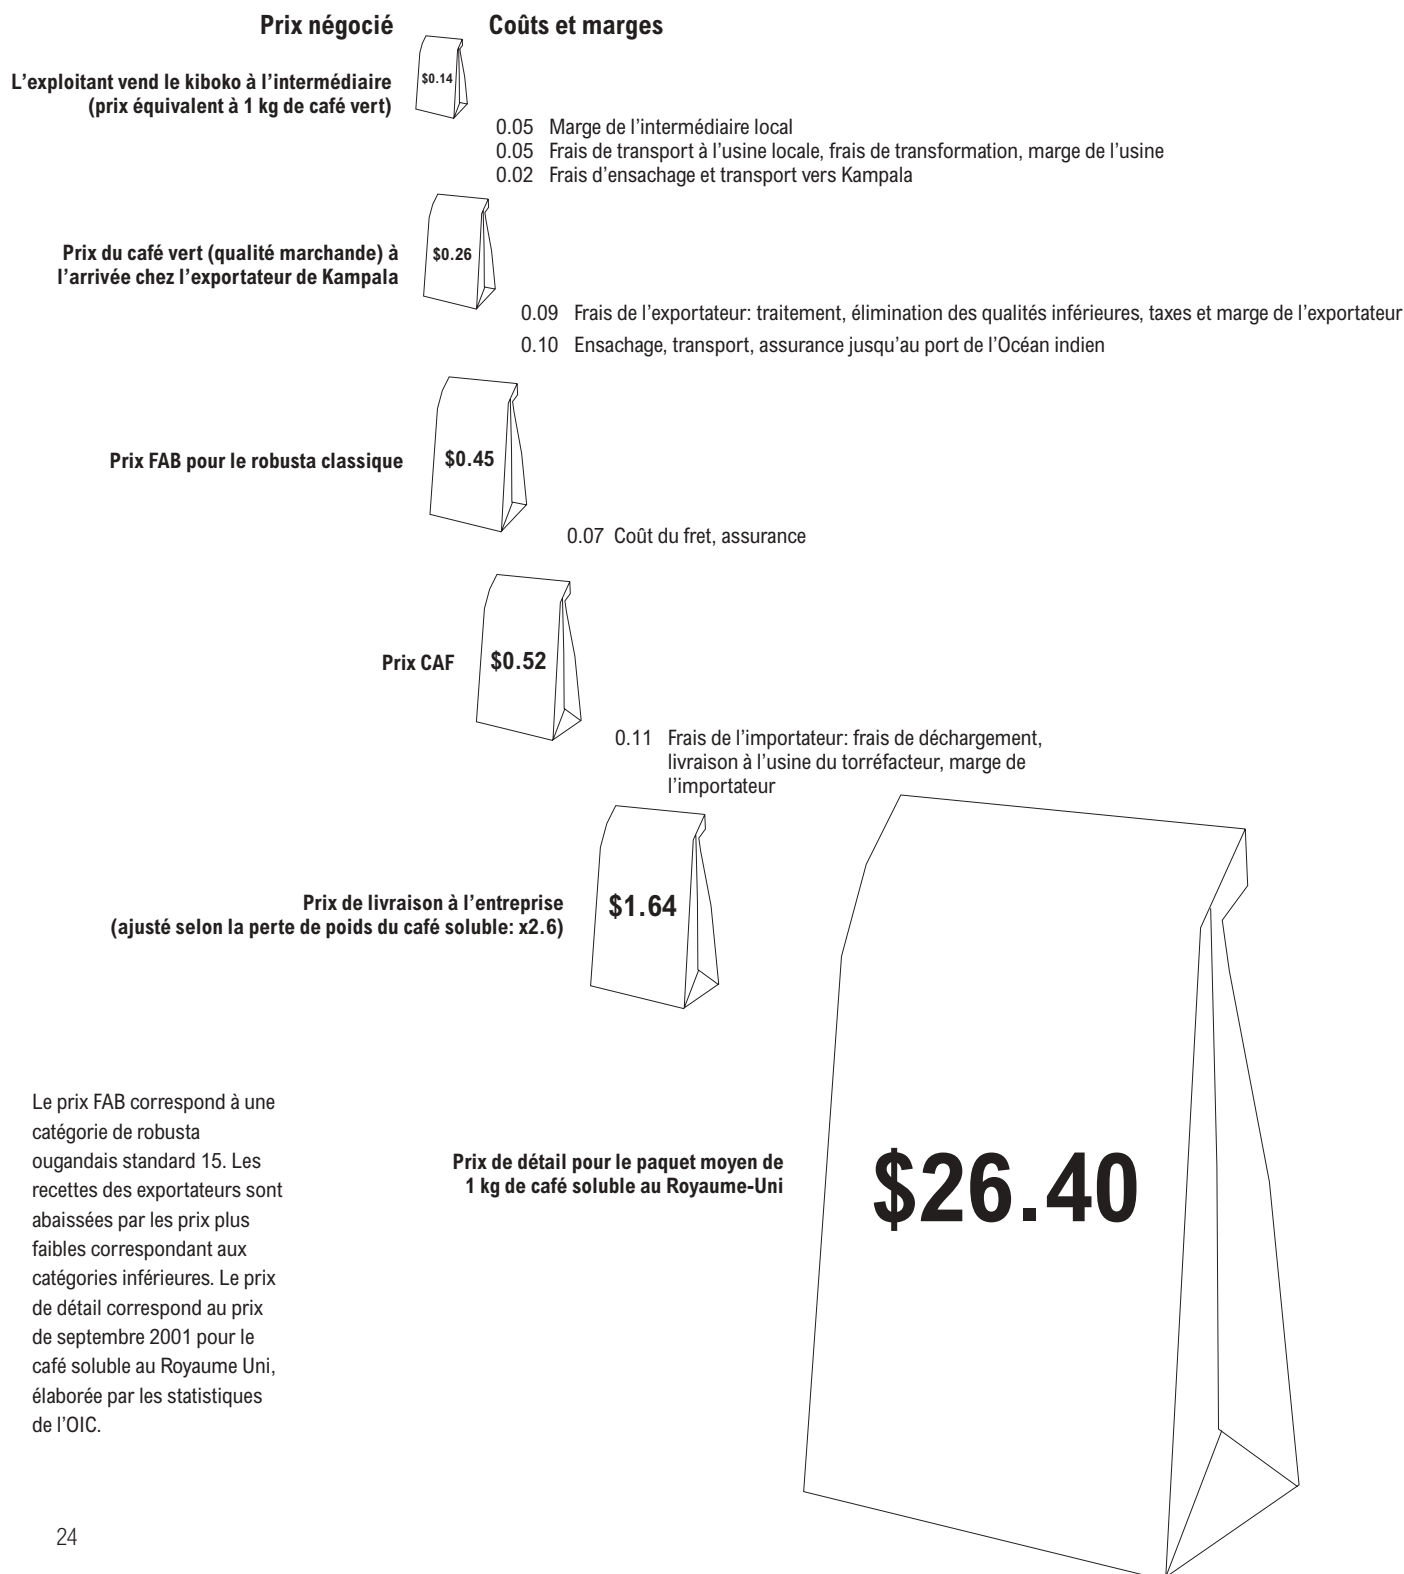 Prix négocié
Coûts et marges
L'exploitant vend le kiboko à l'intermédiaire
(prix équivalent à 1 kg de café vert)
$0.14
0.05 Marge de l'intermédiaire local
0.05 Frais de transport à l'usine locale, frais de transformation, marge de l'usine
0.02 Frais d'ensachage et transport vers Kampala
Prix du café vert (qualité marchande) à
l'arrivée chez l'exportateur de Kampala
$0.26
0.09 Frais de l'exportateur: traitement, élimination des qualités inférieures, taxes et marge de l'exportateur
0.10 Ensachage, transport, assurance jusqu'au port de l'Océan indien
Prix FAB pour le robusta classique
$0.45
0.07 Coût du fret, assurance
Prix CAF
$0.52
0.11 Frais de l'importateur: frais de déchargement,
livraison à l'usine du torréfacteur, marge de
l'importateur
Prix de livraison à l'entreprise
(ajusté selon la perte de poids du café soluble: x2.6)
$1.64
Prix de détail pour le paquet moyen de
1 kg de café soluble au Royaume-Uni
$26.40
Le prix FAB correspond à une
catégorie de robusta
ougandais standard 15. Les
recettes des exportateurs sont
abaissées par les prix plus
faibles correspondant aux
catégories inférieures. Le prix
de détail correspond au prix
de septembre 2001 pour le
café soluble au Royaume Uni,
élaborée par les statistiques
de l'OIC.
24